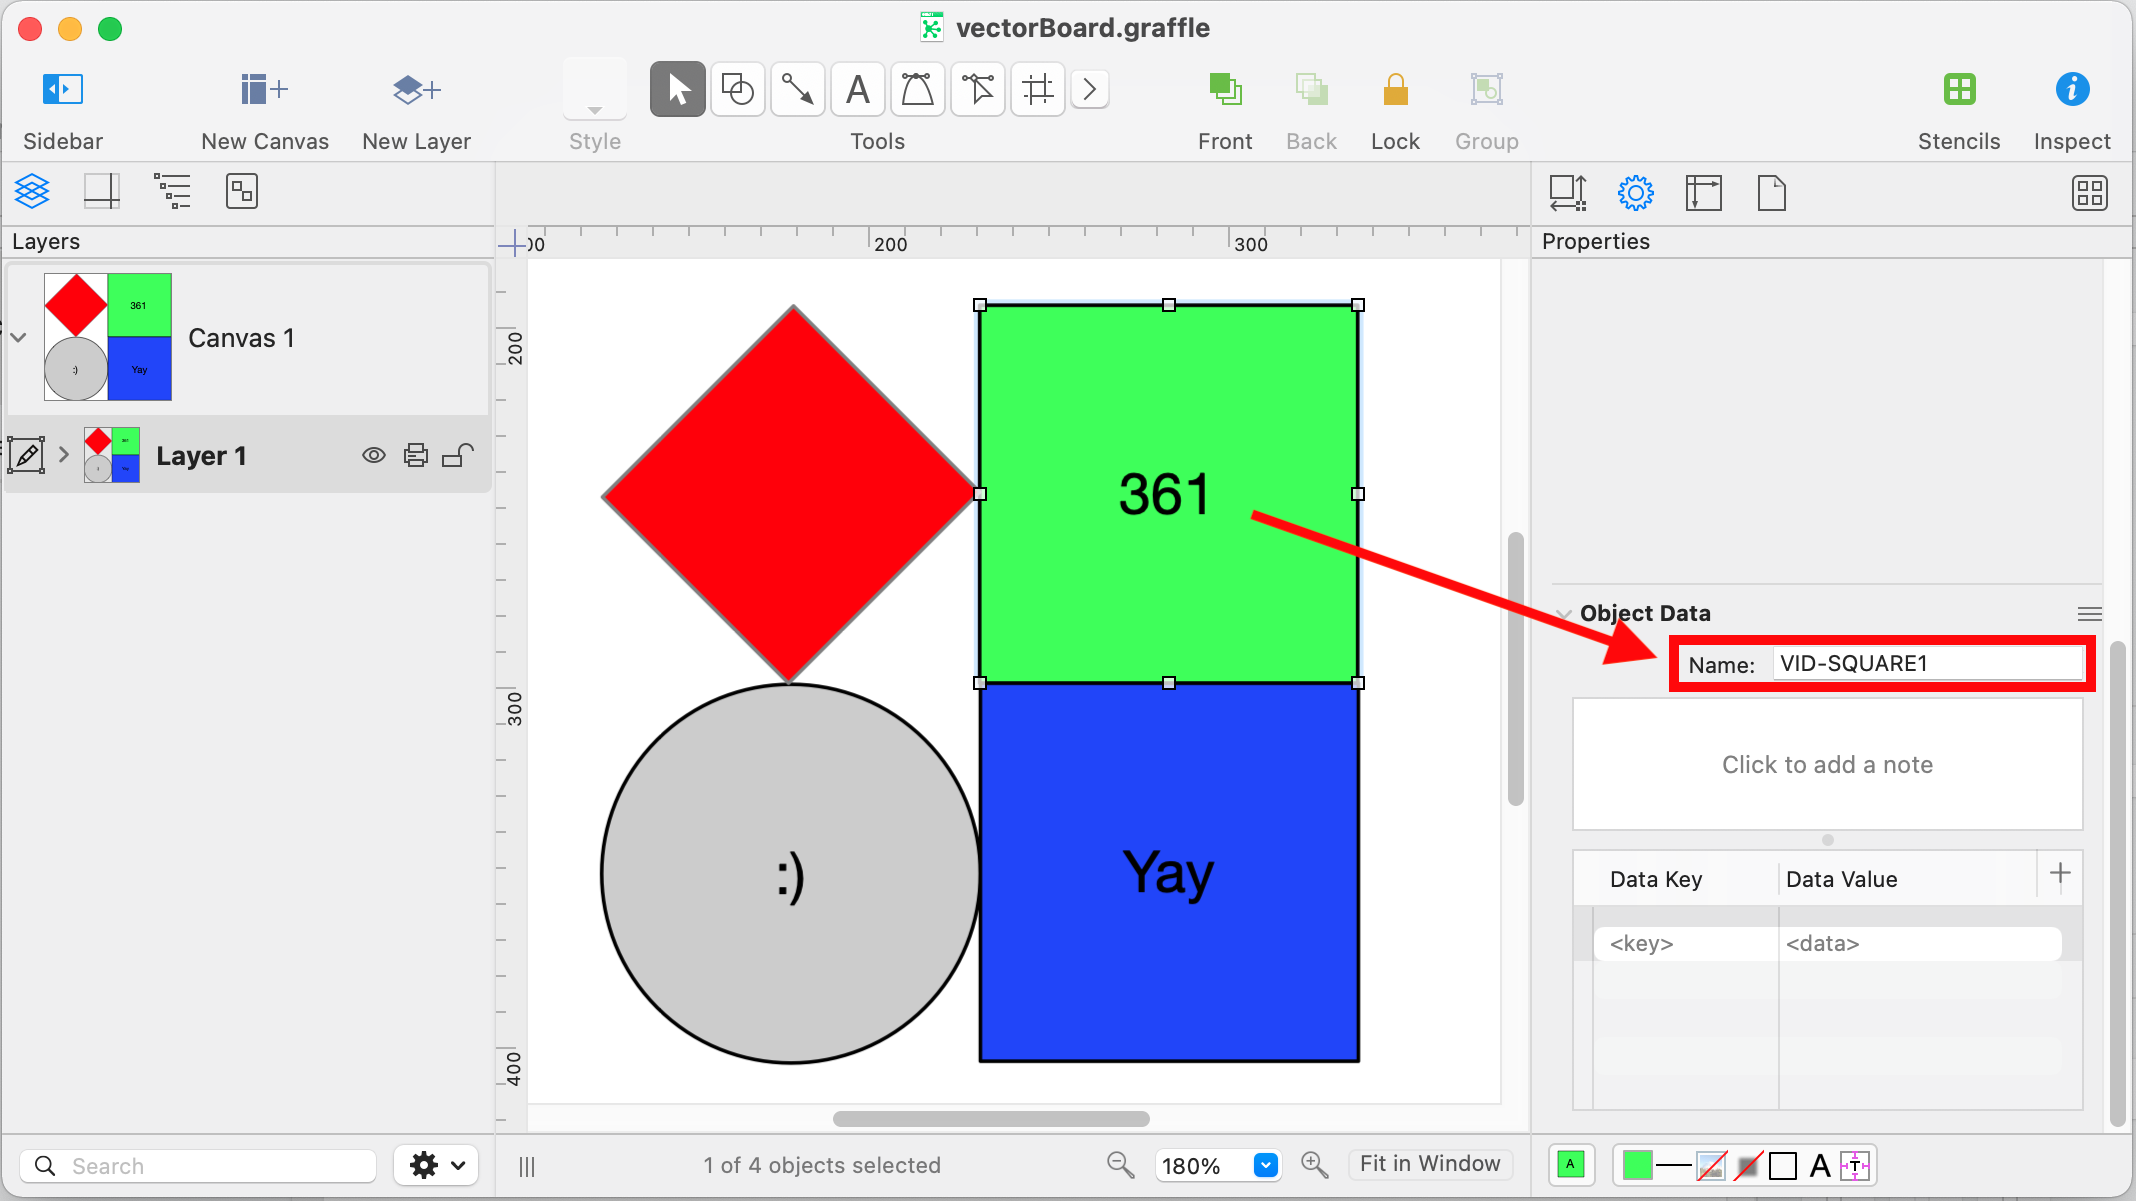 vectorBoard.graffle
Sidebar
New Canvas
New Layer
Style
A
Tools
Front
Back
Lock
Group
Stencils
Inspect
Layers
Properties
00
200
300
361
:)
Yay
Canvas 1
Layer 1
200
300
400
361
:)
Yay
Object Data
Name: VID-SQUARE1
Click to add a note
Data Key Data Value
<key> <data>
Search
1 of 4 objects selected
180%
Fit in Window
A
A
T